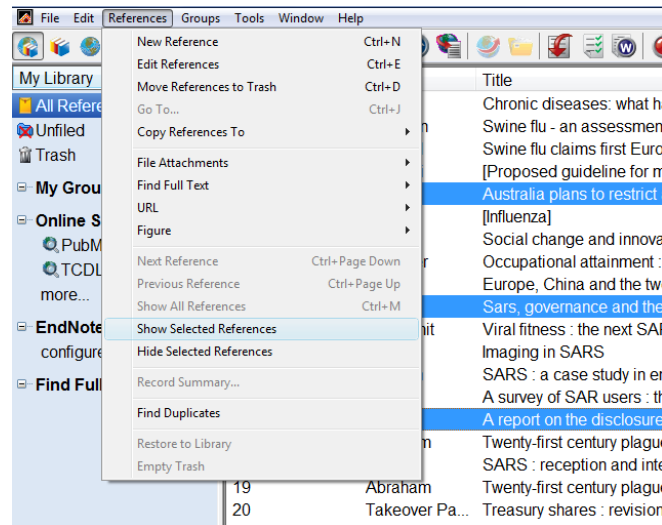 File Edit References Groups Tools Window Help
My Library
All Refere
Unfiled
Trash
My Grou
Online S
PubM
TCDL
more...
EndNote
configure
Find Full
New Reference Ctrl+N
Edit References Ctrl+E
Move References to Trash Ctrl+D
Go To... Ctrl+J
Copy References To
File Attachments
Find Full Text
URL
Figure
Next Reference Ctrl+Page Down
Previous Reference Ctrl+Page Up
Show All References Ctrl+M
Show Selected References
Hide Selected References
Record Summary...
Find Duplicates
Restore to Library
Empty Trash
Title
Chronic diseases: what h
Swine flu - an assessmen
Swine flu claims first Euro
[Proposed guideline for m
Australia plans to restrict
[Influenza]
Social change and innova
Occupational attainment :
Europe, China and the tw
Sars, governance and the
Viral fitness : the next SAR
Imaging in SARS
SARS : a case study in e
A survey of SAR users : th
A report on the disclosure
Twenty-first century plague
SARS : reception and inte
19 Abraham Twenty-first century plague
20 Takeover Pa... Treasury shares : revision